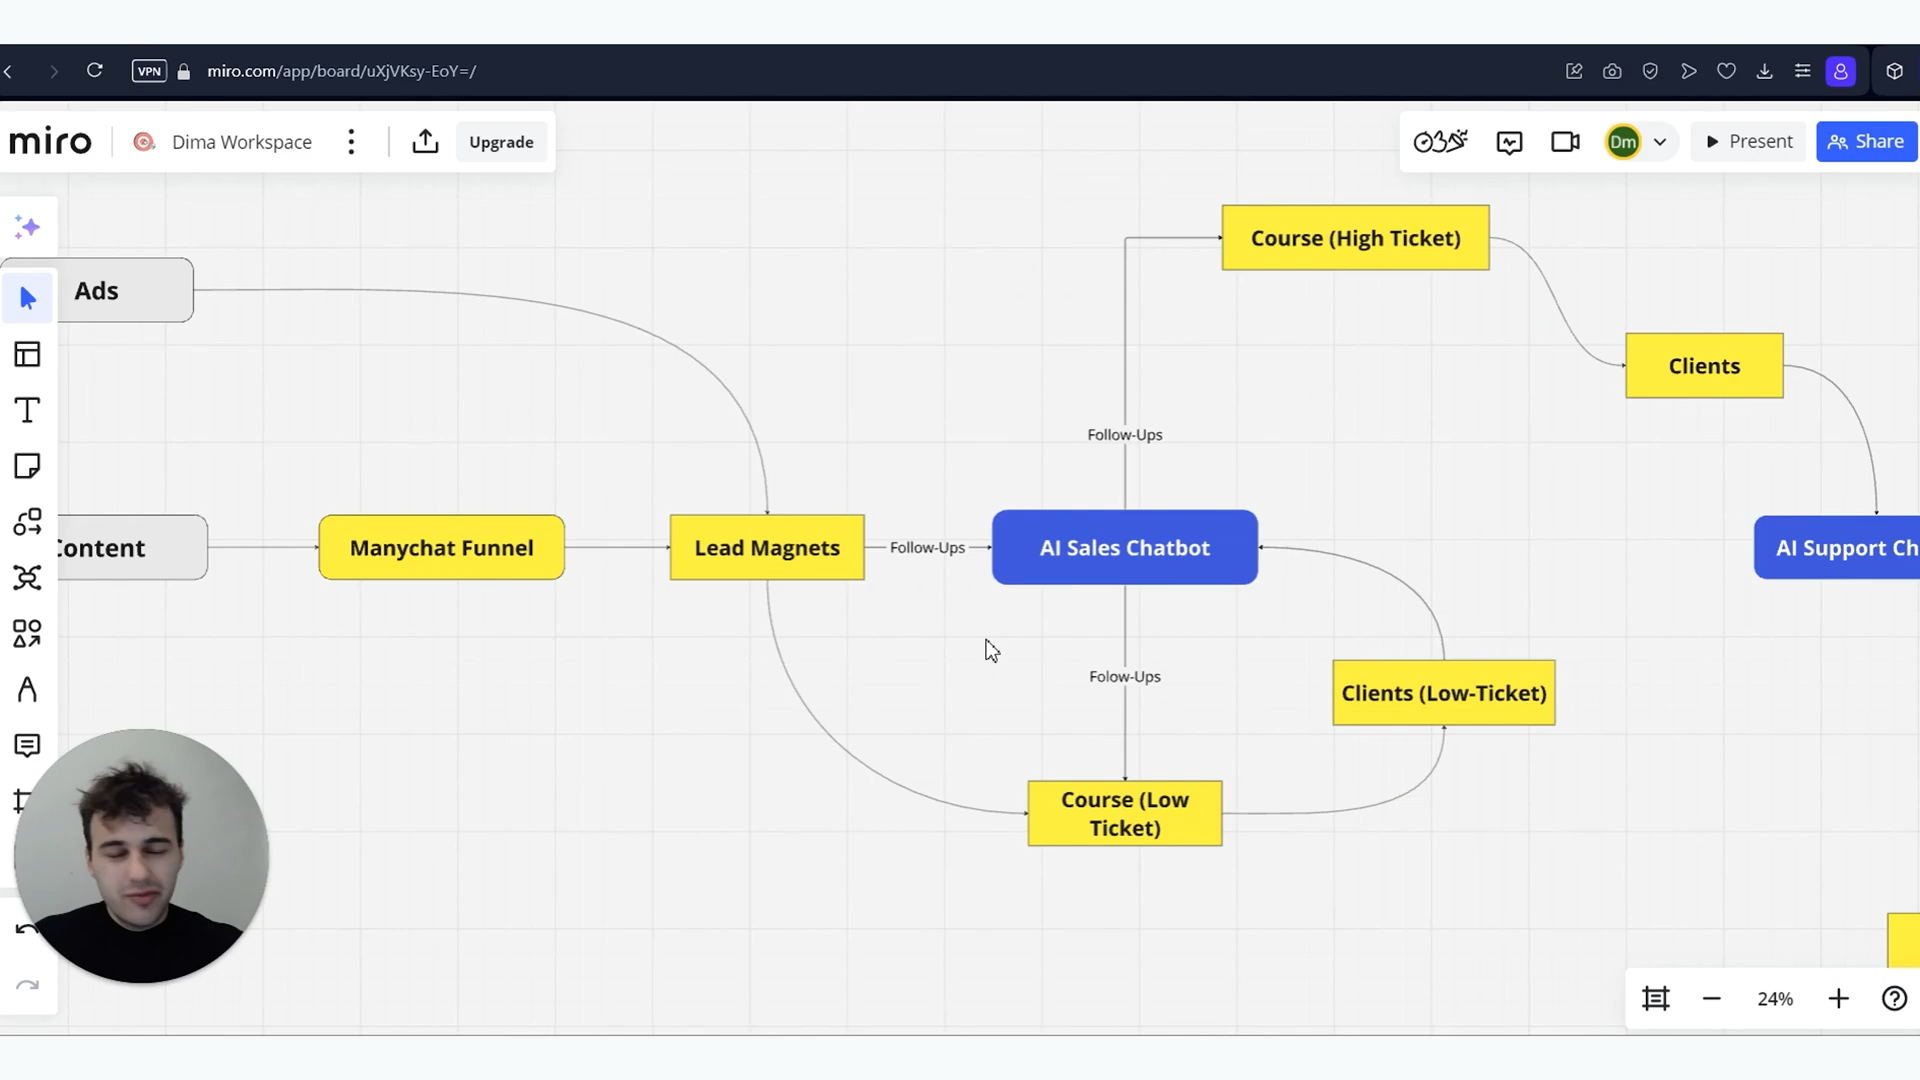 VPN
miro.com/app/board/uXjVKsy-EoY=/
miro
Dima Workspace
Upgrade
Dm
Present
Share
Course (High Ticket)
Ads
Clients
Follow-Ups
Content
Manychat Funnel
Lead Magnets
Follow-Ups
AI Sales Chatbot
AI Support Ch
Folow-Ups
Clients (Low-Ticket)
Course (Low
Ticket)
24%